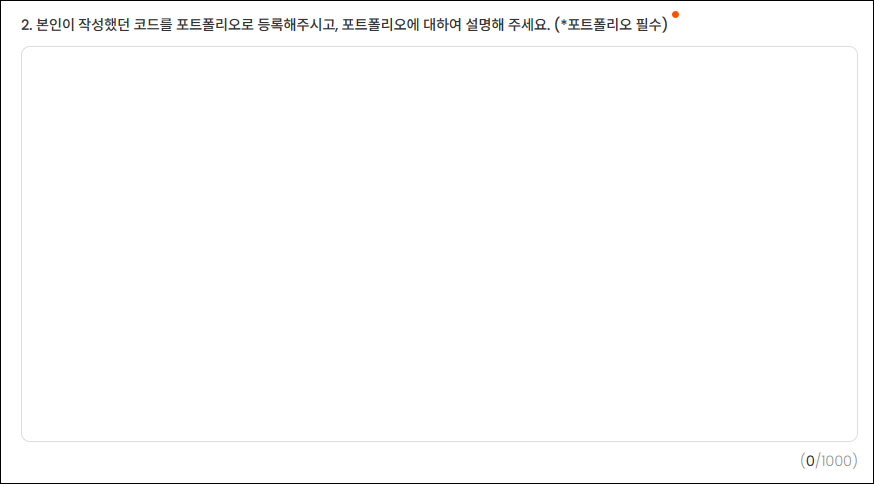 2. 본인이 작성했던 코드를 포트폴리오로 등록해주시고, 포트폴리오에 대하여 설명해 주세요. (*포트폴리오 필수)
(0/1000)